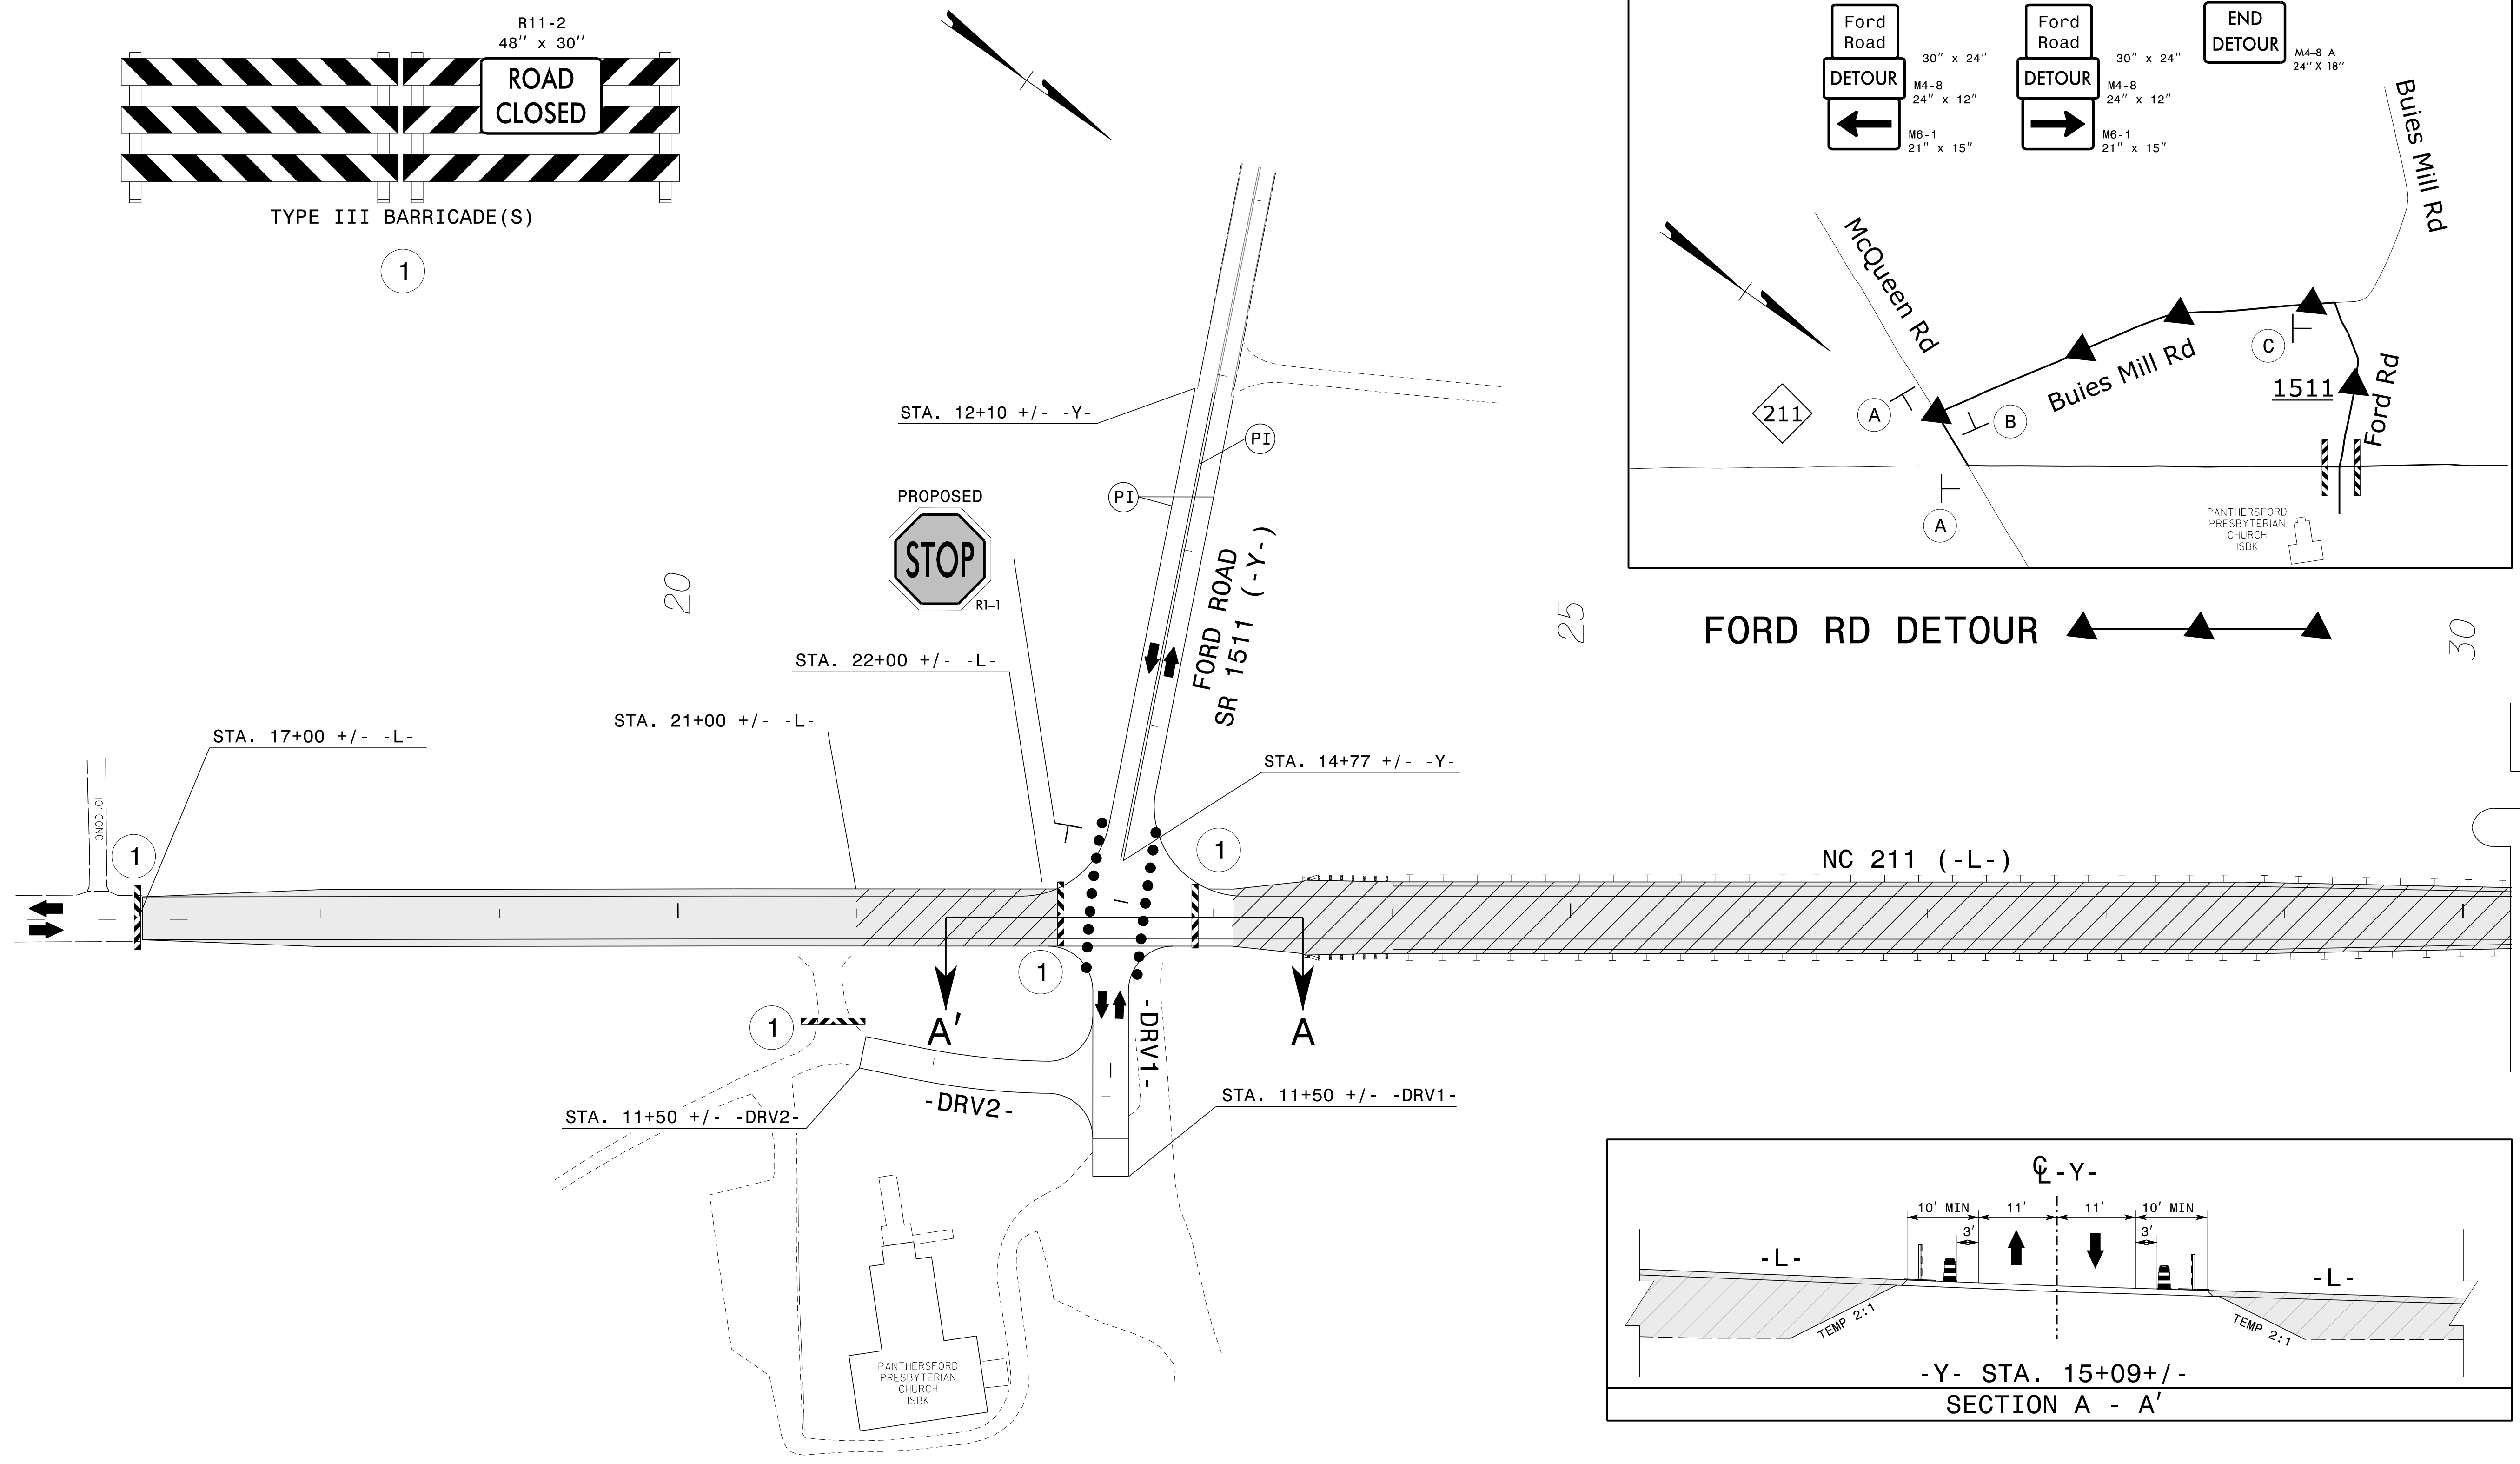 R11-2
48" x 30"
ROAD
CLOSED
TYPE III BARRICADE(S)
1
Ford
Road
30" x 24"
DETOUR
M4-8
24" x 12"
M6-1
21" x 15"
Ford
Road
30" x 24"
DETOUR
M4-8
24" x 12"
M6-1
21" x 15"
END
DETOUR
M4-8 A
24" X 18"
Buies Mill Rd
McQueen Rd
Buies Mill Rd
C
1511
Ford Rd
211
A
B
A
PANTHERSFORD
PRESBYTERIAN
CHURCH
ISBK
FORD RD DETOUR
STA. 12+10 +/- -Y-
PI
PI
PROPOSED
STOP
R1-1
FORD ROAD
SR 1511 (-Y-)
20
25
30
STA. 22+00 +/- -L-
STA. 21+00 +/- -L-
STA. 17+00 +/- -L-
STA. 14+77 +/- -Y-
10' CONC
1
1
NC 211 (-L-)
1
1
A'
A
-DRV1-
-DRV2-
STA. 11+50 +/- -DRV2-
STA. 11+50 +/- -DRV1-
PANTHERSFORD
PRESBYTERIAN
CHURCH
ISBK
℄ -Y-
10' MIN 11' 11' 10' MIN
3' 3'
-L-
-L-
TEMP 2:1
TEMP 2:1
-Y- STA. 15+09+/-
SECTION A - A'